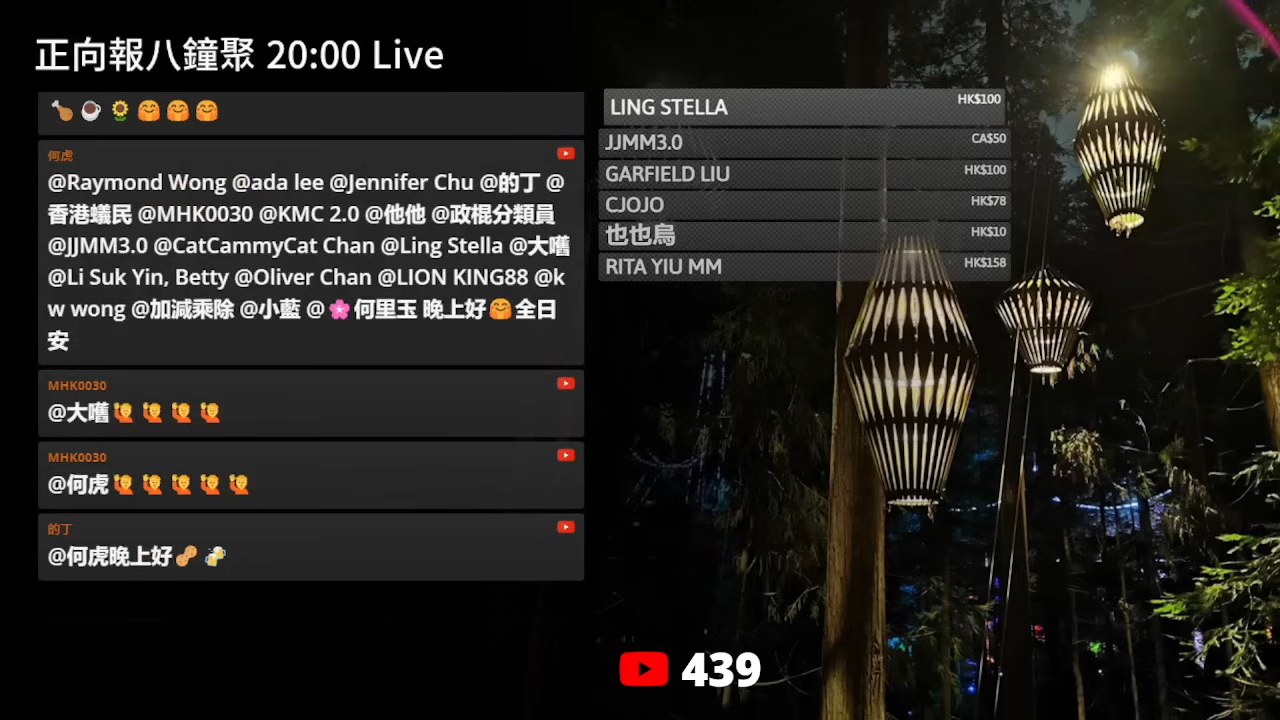 正向報八鐘聚 20:00 Live
🍗 ☕ 🌻 🤗 🤗 🤗
何虎
@Raymond Wong @ada lee @Jennifer Chu @的丁 @
香港蟻民 @MHK0030 @KMC 2.0 @他他 @政棍分類員
@JJMM3.0 @CatCammyCat Chan @Ling Stella @大嚿
@Li Suk Yin, Betty @Oliver Chan @LION KING88 @k
w wong @加減乘除 @小藍 @🌸何里玉 晚上好🤗全日
安
MHK0030
@大嚿🙋🙋🙋🙋
MHK0030
@何虎🙋🙋🙋🙋🙋
的丁
@何虎晚上好🥜🍻
LING STELLA HK$100
JJMM3.0 CA$50
GARFIELD LIU HK$100
CJOJO HK$78
也也烏 HK$10
RITA YIU MM HK$158
439